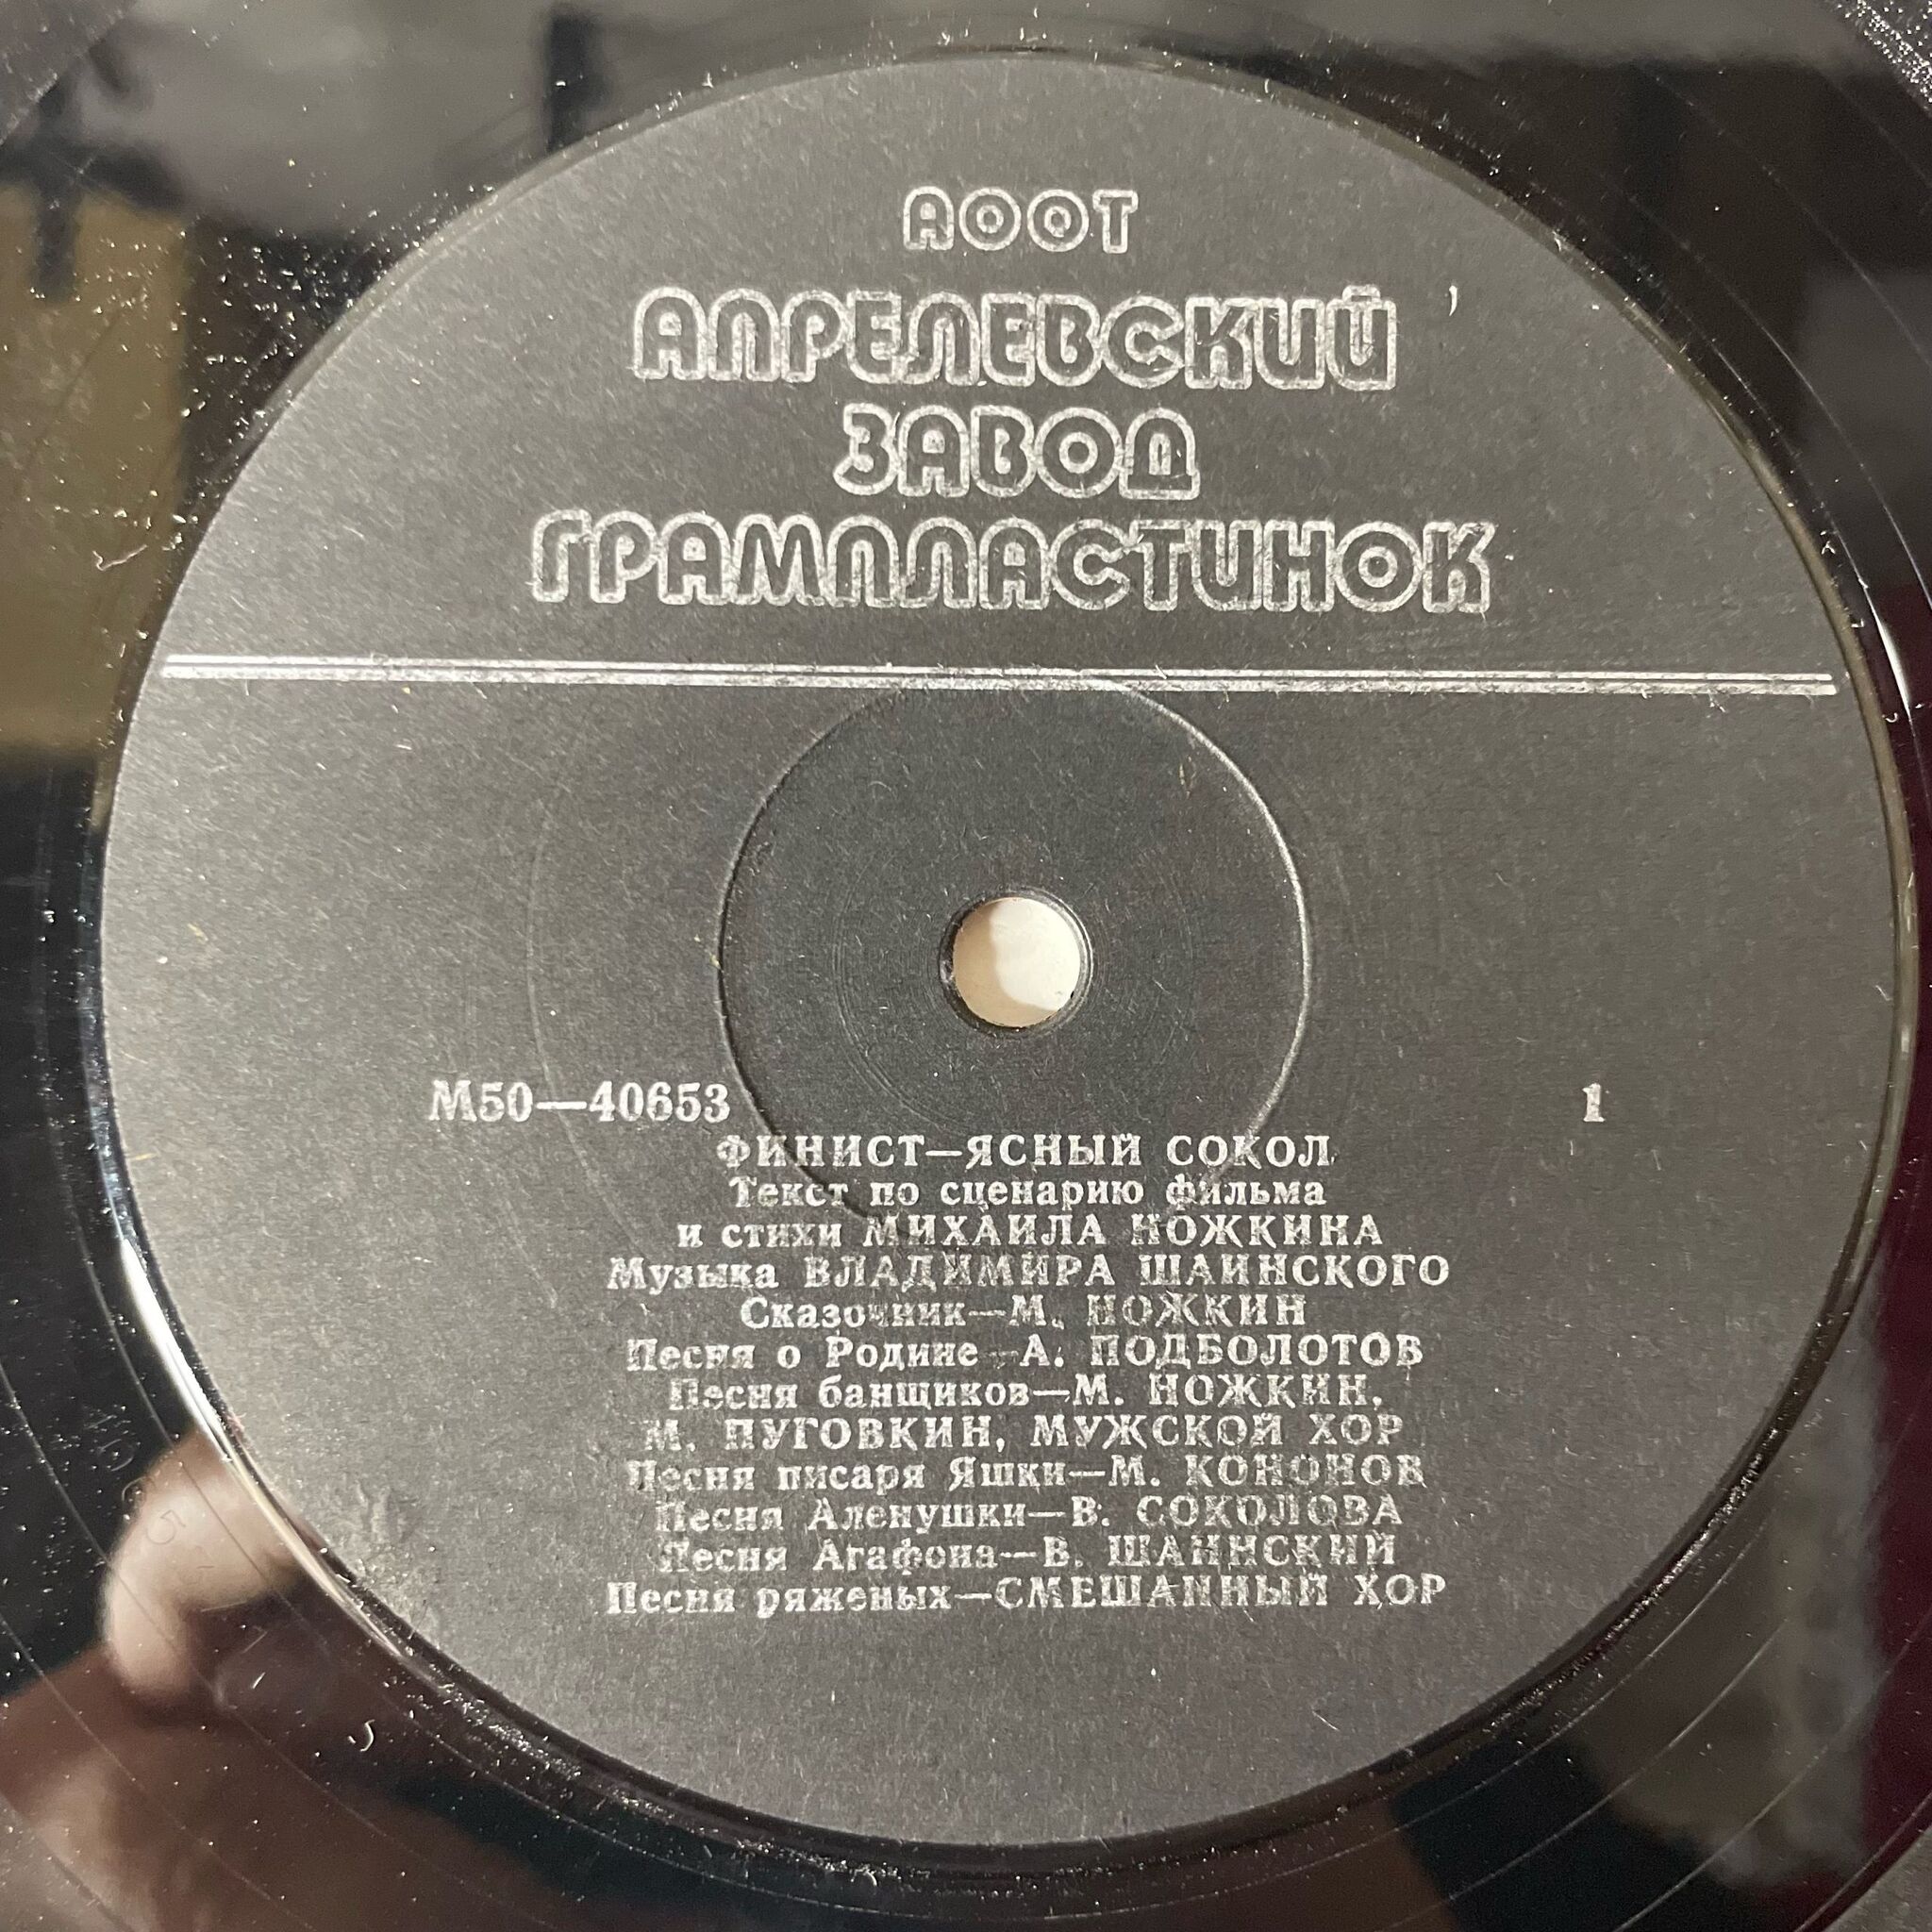 АООТ
АПРЕЛЕВСКИЙ
ЗАВОД
ГРАМПЛАСТИНОК
М50—40653
1
ФИНИСТ—ЯСНЫЙ СОКОЛ
Текст по сценарию фильма
и стихи МИХАИЛА НОЖКИНА
Музыка ВЛАДИМИРА ШАИНСКОГО
Сказочник—М. НОЖКИН
Песня о Родине—А. ПОДБОЛОТОВ
Песня банщиков—М. НОЖКИН,
М. ПУГОВКИН, МУЖСКОЙ ХОР
Песня писаря Яшки—М. КОНОНОВ
Песня Аленушки—В. СОКОЛОВА
Песня Агафона—В. ШАИНСКИЙ
Песня ряженых—СМЕШАННЫЙ ХОР